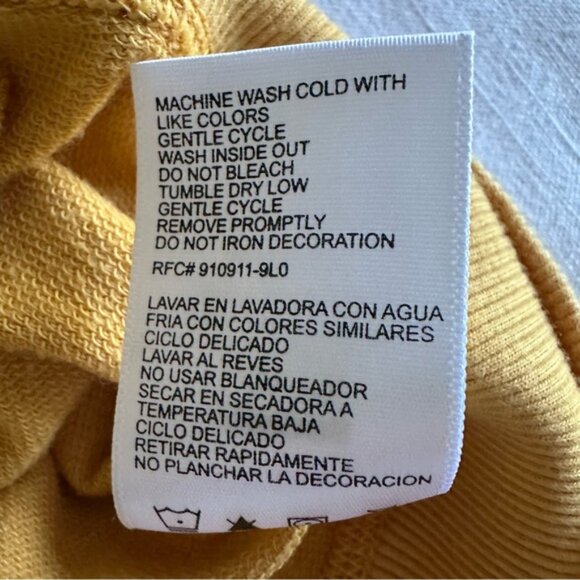 MACHINE WASH COLD WITH
LIKE COLORS
GENTLE CYCLE
WASH INSIDE OUT
DO NOT BLEACH
TUMBLE DRY LOW
GENTLE CYCLE
REMOVE PROMPTLY
DO NOT IRON DECORATION
RFC# 910911-9L0
LAVAR EN LAVADORA CON AGUA
FRIA CON COLORES SIMILARES
CICLO DELICADO
LAVAR AL REVES
NO USAR BLANQUEADOR
SECAR EN SECADORA A
TEMPERATURA BAJA
CICLO DELICADO
RETIRAR RAPIDAMENTE
NO PLANCHAR LA DECORACION